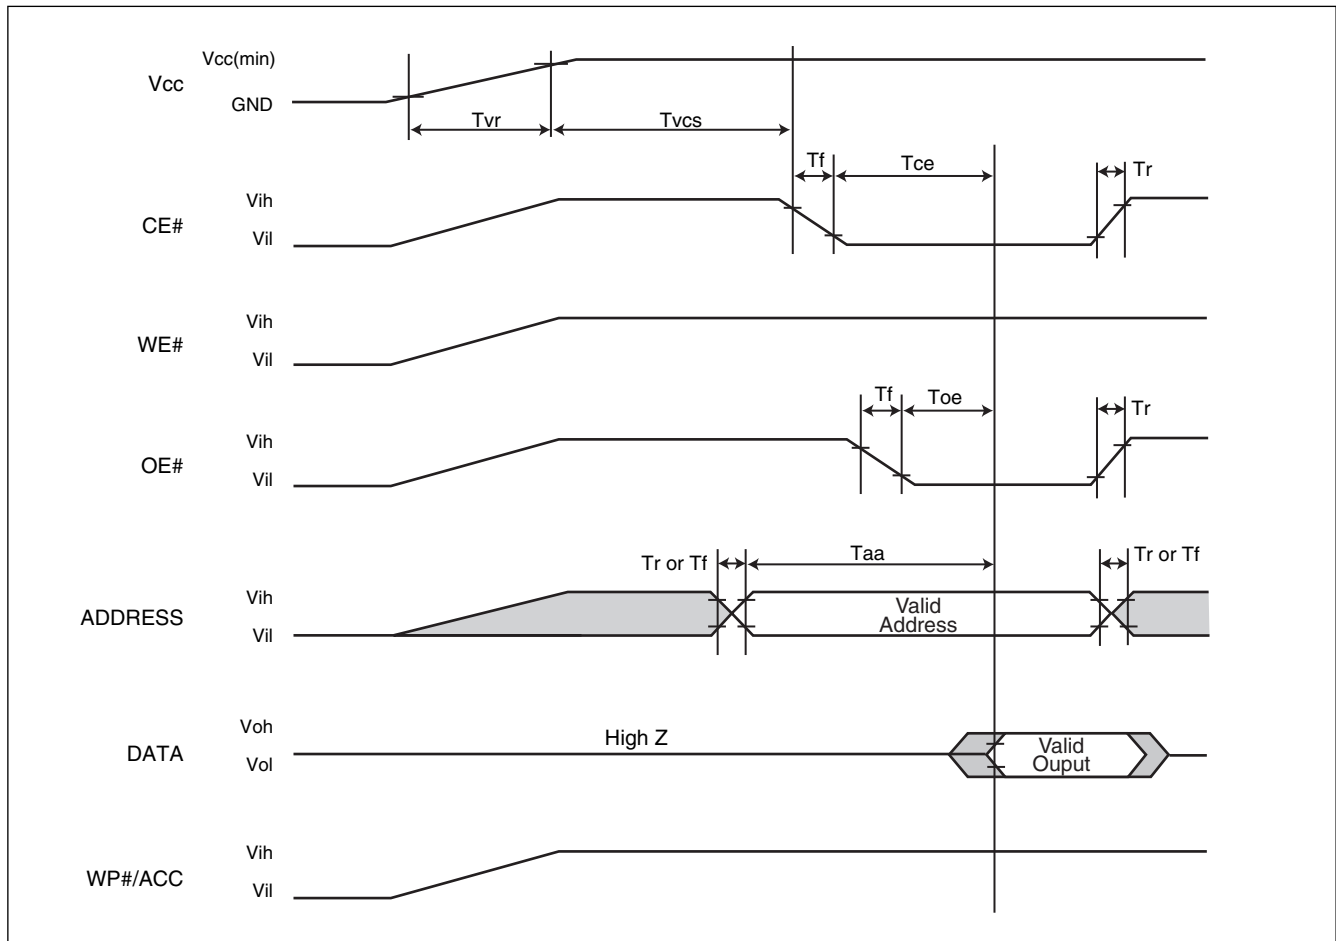 Vcc(min)
Vcc
GND
Tvr
Tvcs
Tf
Tce
Tr
Vih
CE#
Vil
Vih
WE#
Vil
Tf
Toe
Tr
Vih
OE#
Vil
Tr or Tf
Taa
Tr or Tf
Vih
ADDRESS
Vil
Valid
Address
Voh
DATA
Vol
High Z
Valid
Ouput
Vih
WP#/ACC
Vil